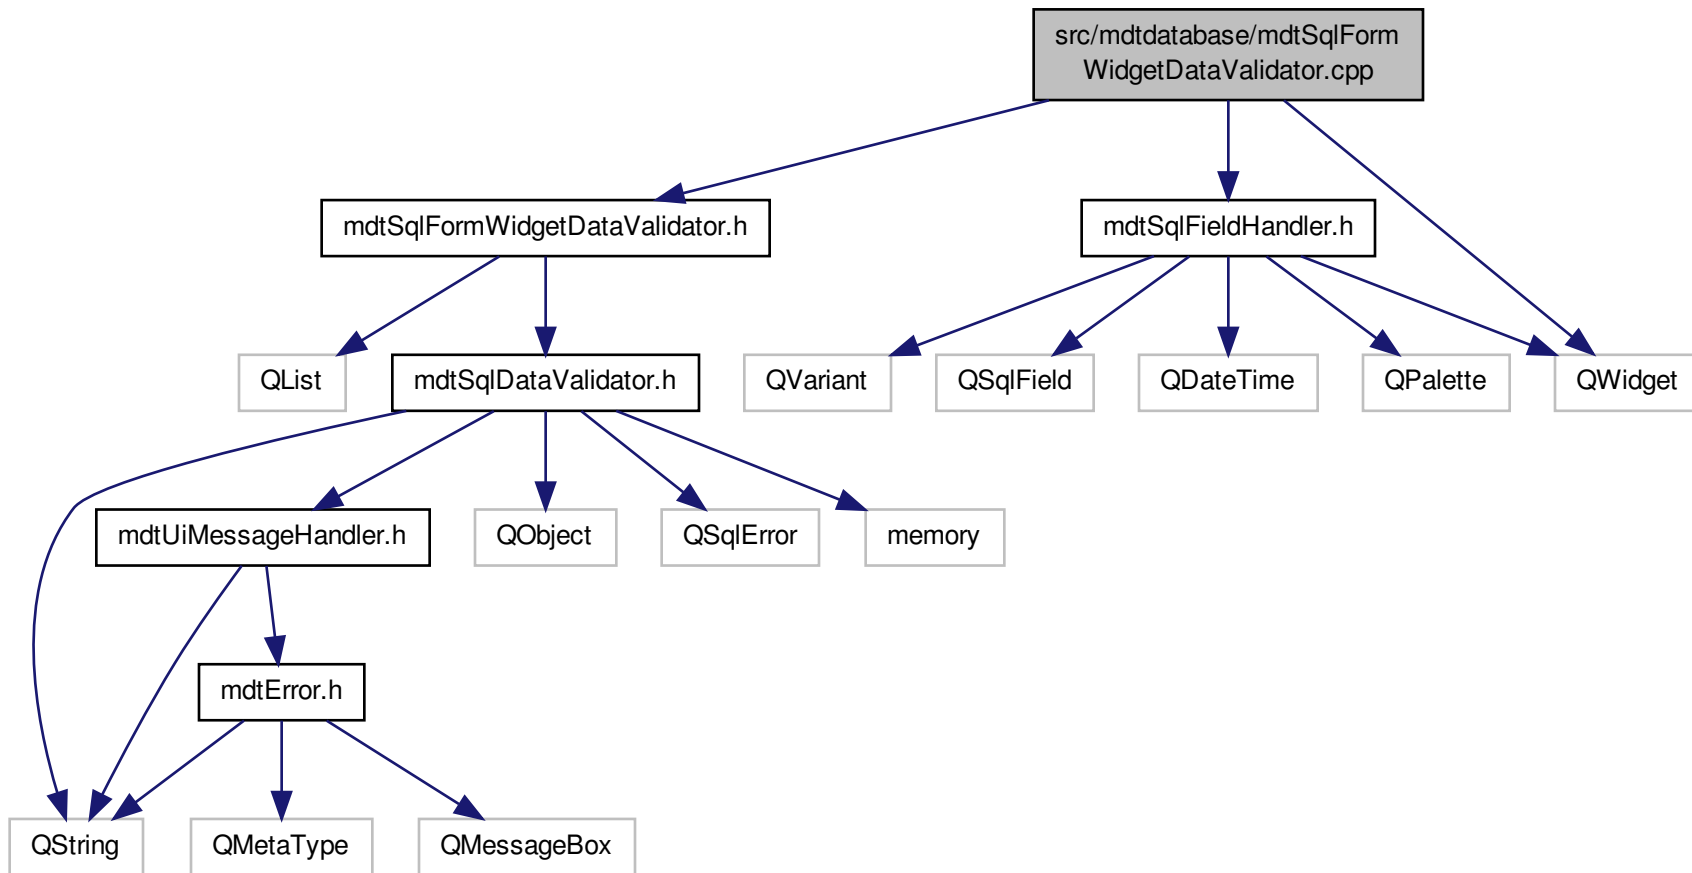 src/mdtdatabase/mdtSqlForm
WidgetDataValidator.cpp
mdtSqlFormWidgetDataValidator.h
mdtSqlFieldHandler.h
QList
mdtSqlDataValidator.h
QVariant
QSqlField
QDateTime
QPalette
QWidget
mdtUiMessageHandler.h
QObject
QSqlError
memory
mdtError.h
QString
QMetaType
QMessageBox